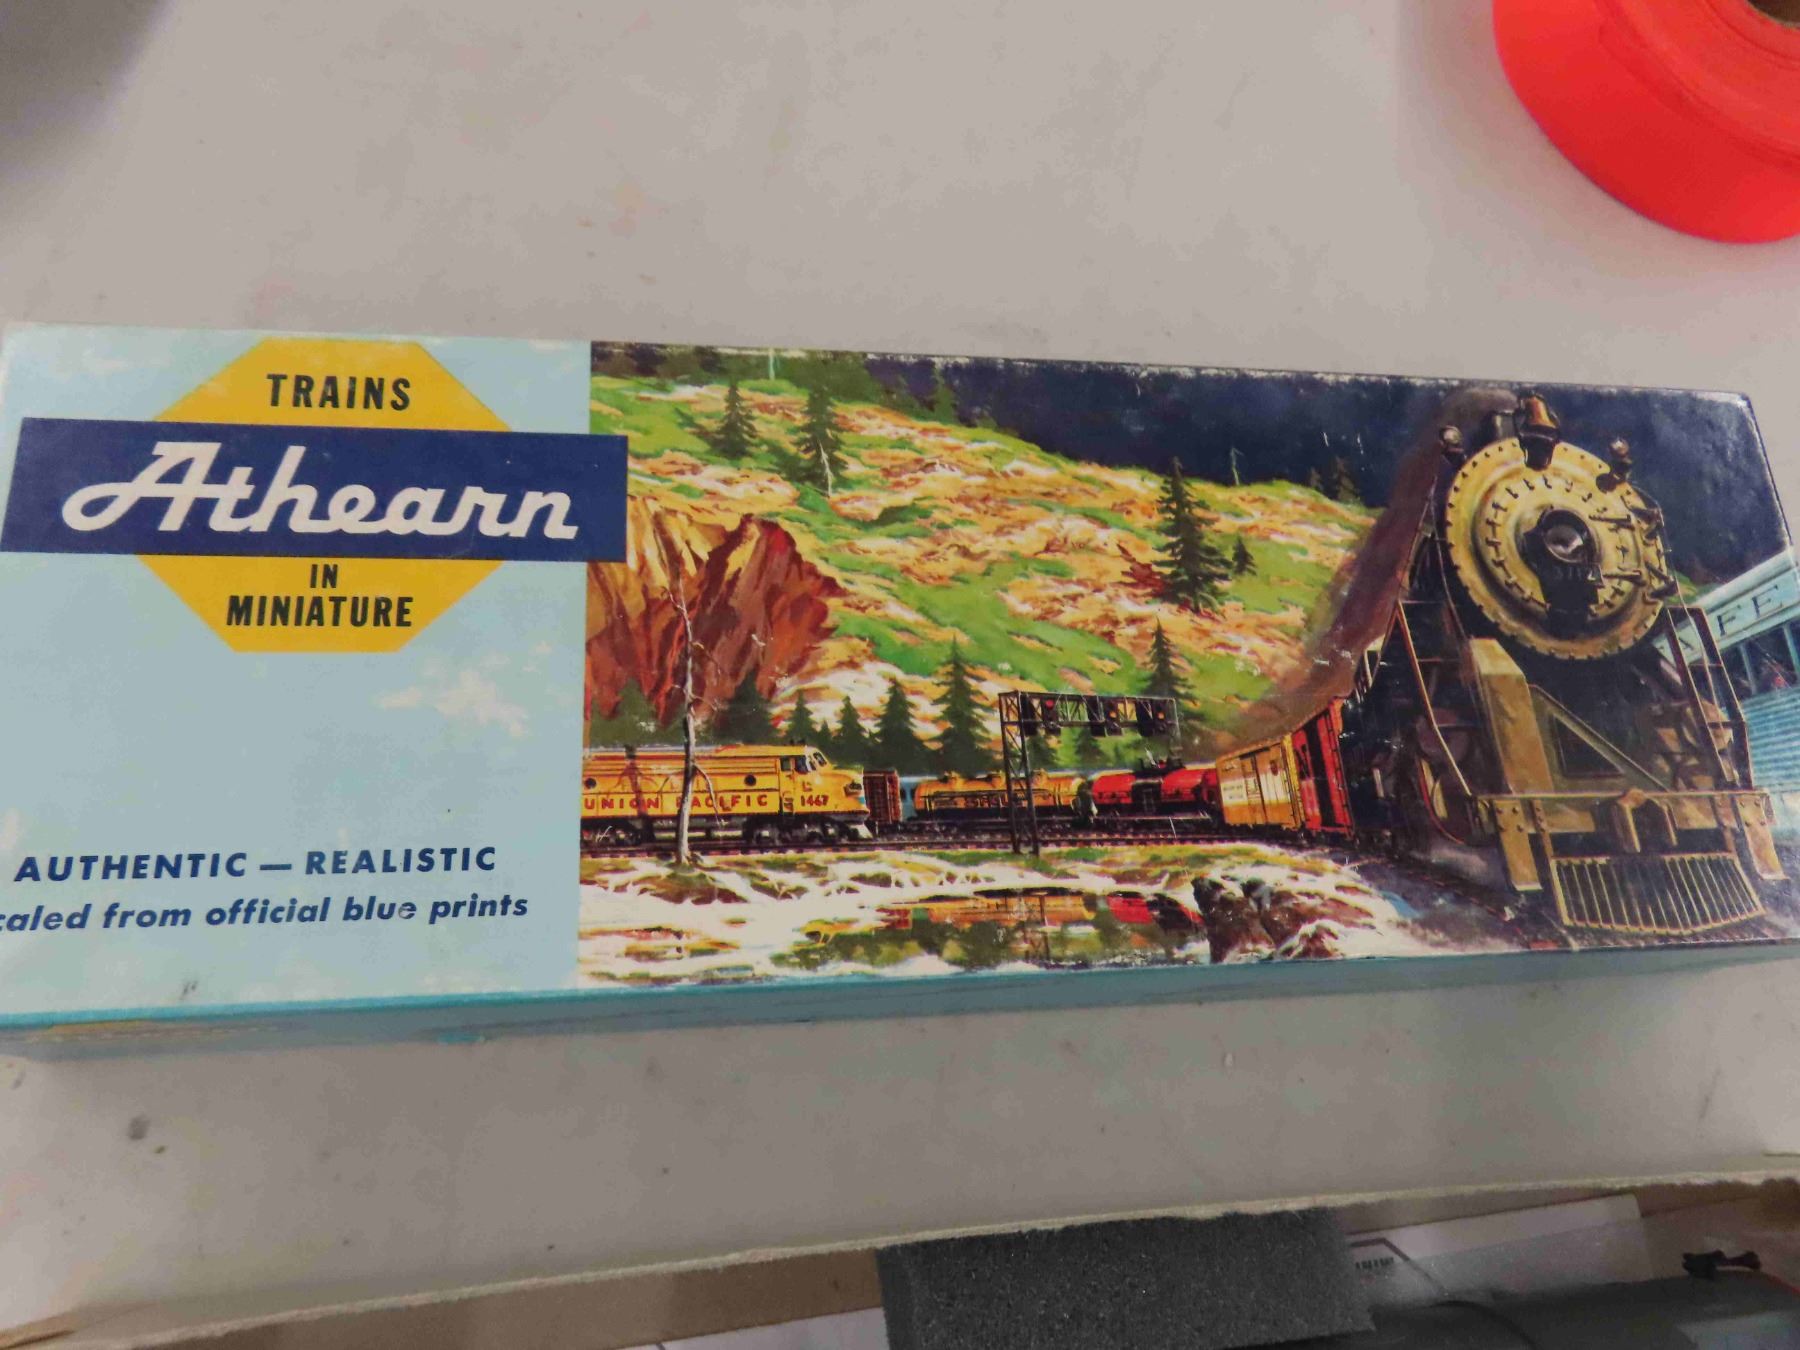 TRAINS
Athearn
IN
MINIATURE
AUTHENTIC — REALISTIC
caled from official blue prints
UNION PACIFIC 1467